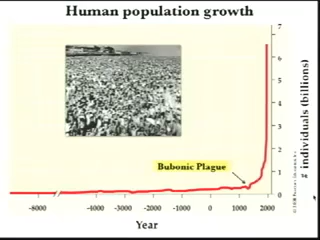 Human population growth
7
6
5
4
3
2
1
0
individuals (billions)
Bubonic Plague
-6000 -4000 -3000 -2000 -1000 0 1000 2000
Year